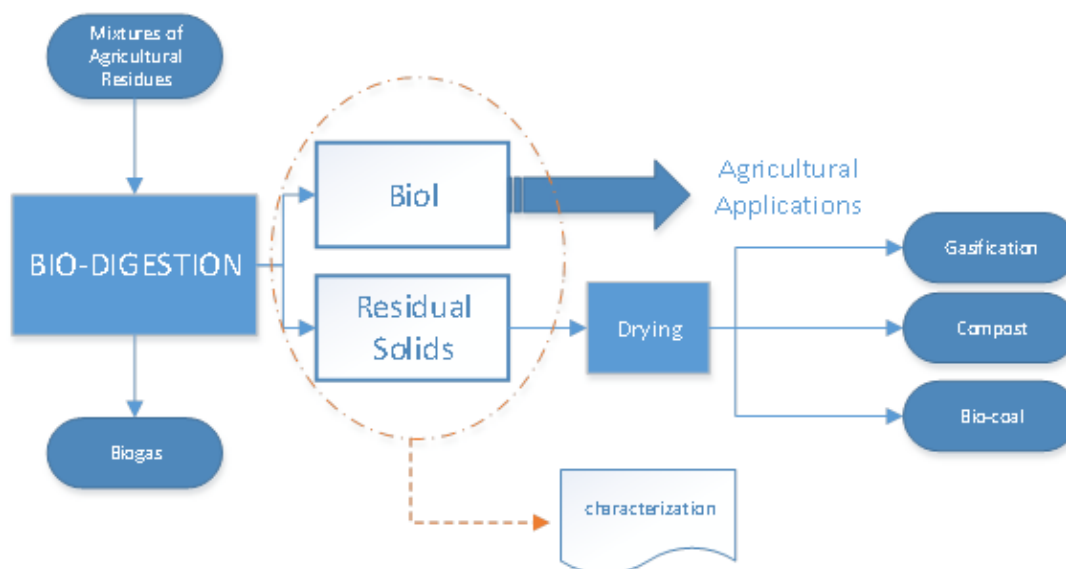 Mixtures of
Agricultural
Residues
Biol
Agricultural
Applications
BIO-DIGESTION
Gasification
Residual
Solids
Drying
Compost
Bio-coal
Biogas
characterization